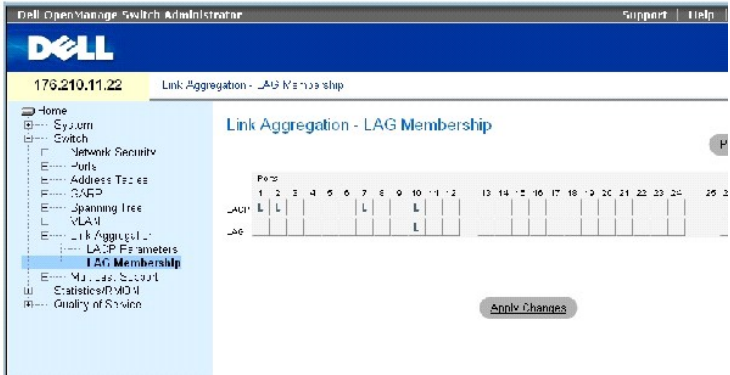 Dell OpenManage Switch Administrator Support | Help |
DELL
176.210.11.22 Link Aggregation - LAG Membership
Home
System
Switch
Network Security
Ports
Address Tables
GARP
Spanning Tree
VLAN
Link Aggregation
LACP Parameters
LAG Membership
Multicast Support
Statistics/RMON
Quality of Service
Link Aggregation - LAG Membership
P
Ports
1 2 3 4 5 6 7 8 9 10 11 12 13 14 15 16 17 18 19 20 21 22 23 24 25 2
LACP L L L L
LAG L
Apply Changes